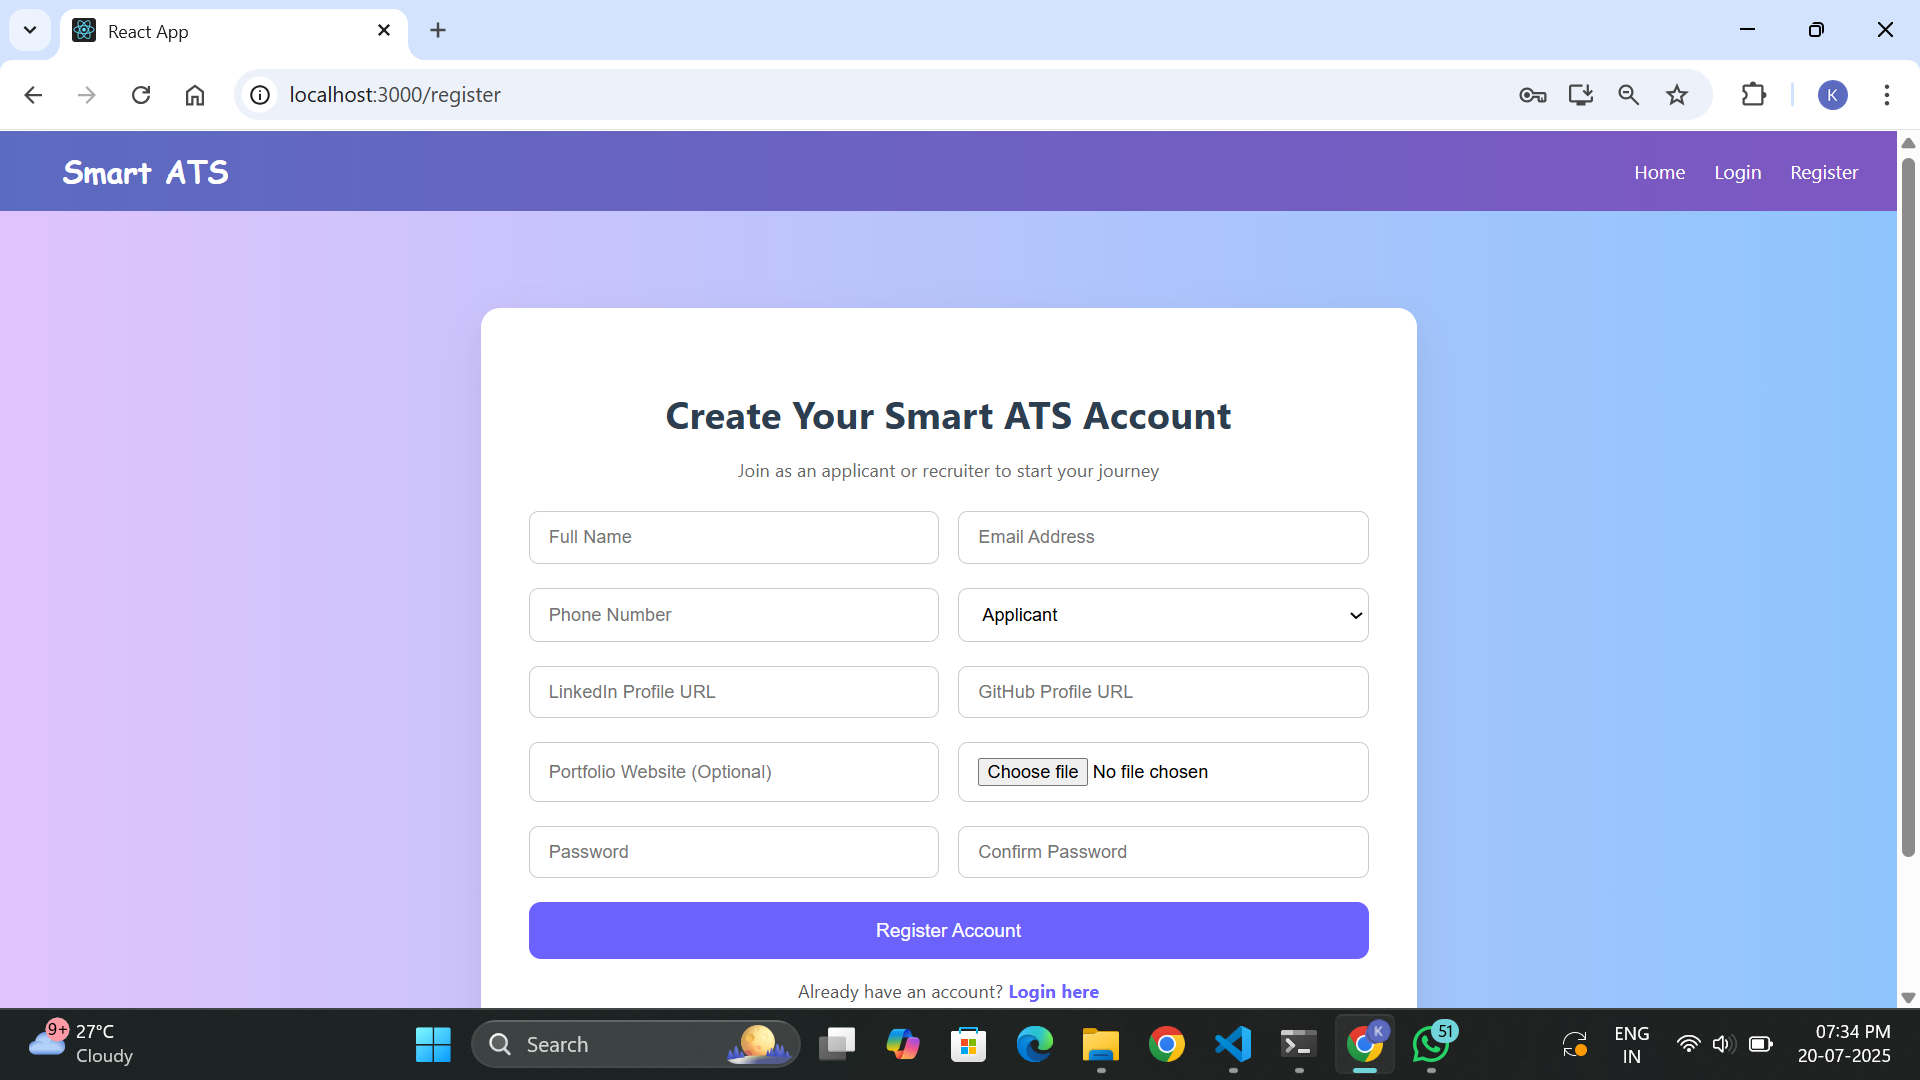 React App
localhost:3000/register
K
Smart ATS
Home Login Register
Create Your Smart ATS Account
Join as an applicant or recruiter to start your journey
Full Name Email Address
Phone Number Applicant
LinkedIn Profile URL GitHub Profile URL
Portfolio Website (Optional) Choose file No file chosen
Password Confirm Password
Register Account
Already have an account? Login here
9+ 27°C
Cloudy
Search
K
51
ENG
IN
07:34 PM
20-07-2025